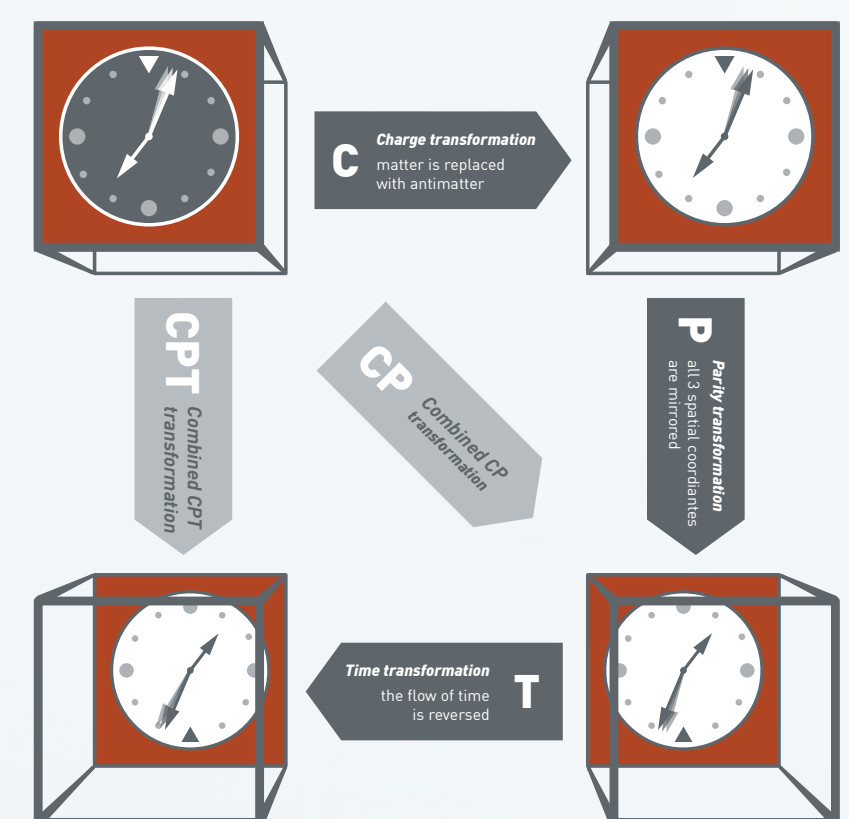 C
Charge transformation
matter is replaced
with antimatter
CPT
Combined CPT
transformation
CP
Combined CP
transformation
P
Parity transformation
all 3 spatial coordiantes
are mirrored
Time transformation
the flow of time
is reversed
T